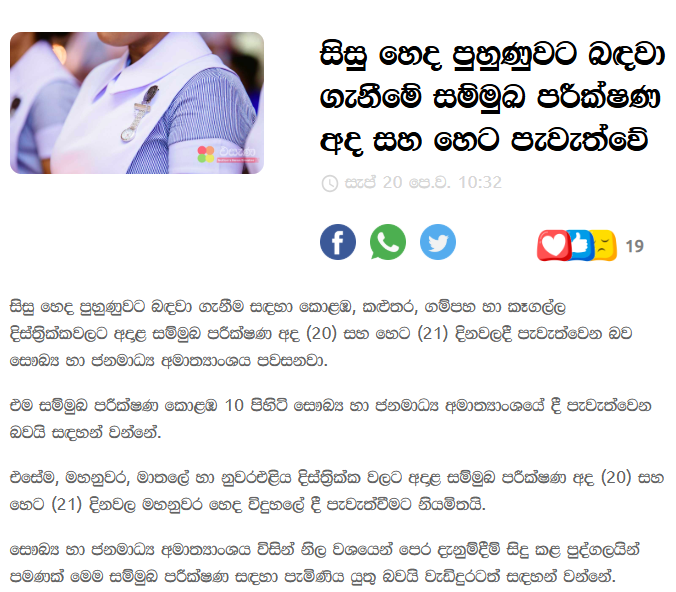 සිසු හෙද පුහුණුවට බඳවා
ගැනීමේ සම්මුඛ පරීක්ෂණ
අද සහ හෙට පැවැත්වේ
සැප් 20 පෙ.ව. 10:32
19
සිසු හෙද පුහුණුවට බඳවා ගැනීම සඳහා කොළඹ, කළුතර, ගම්පහ හා කෑගල්ල
දිස්ත්‍රික්කවලට අදාළ සම්මුඛ පරීක්ෂණ අද (20) සහ හෙට (21) දිනවලදී පැවැත්වෙන බව
සෞඛ්‍ය හා ජනමාධ්‍ය අමාත්‍යාංශය පවසනවා.
එම සම්මුඛ පරීක්ෂණ කොළඹ 10 පිහිටි සෞඛ්‍ය හා ජනමාධ්‍ය අමාත්‍යාංශයේ දී පැවැත්වෙන
බවයි සඳහන් වන්නේ.
එසේම, මහනුවර, මාතලේ හා නුවරඑළිය දිස්ත්‍රික්ක වලට අදාළ සම්මුඛ පරීක්ෂණ අද (20) සහ
හෙට (21) දිනවල මහනුවර හෙද විදුහලේ දී පැවැත්වීමට නියමිතයි.
සෞඛ්‍ය හා ජනමාධ්‍ය අමාත්‍යාංශය විසින් නිල වශයෙන් පෙර දැනුම්දීම් සිදු කළ පුද්ගලයින්
පමණක් මෙම සම්මුඛ පරීක්ෂණ සඳහා පැමිණිය යුතු බවයි වැඩිදුරටත් සඳහන් වන්නේ.